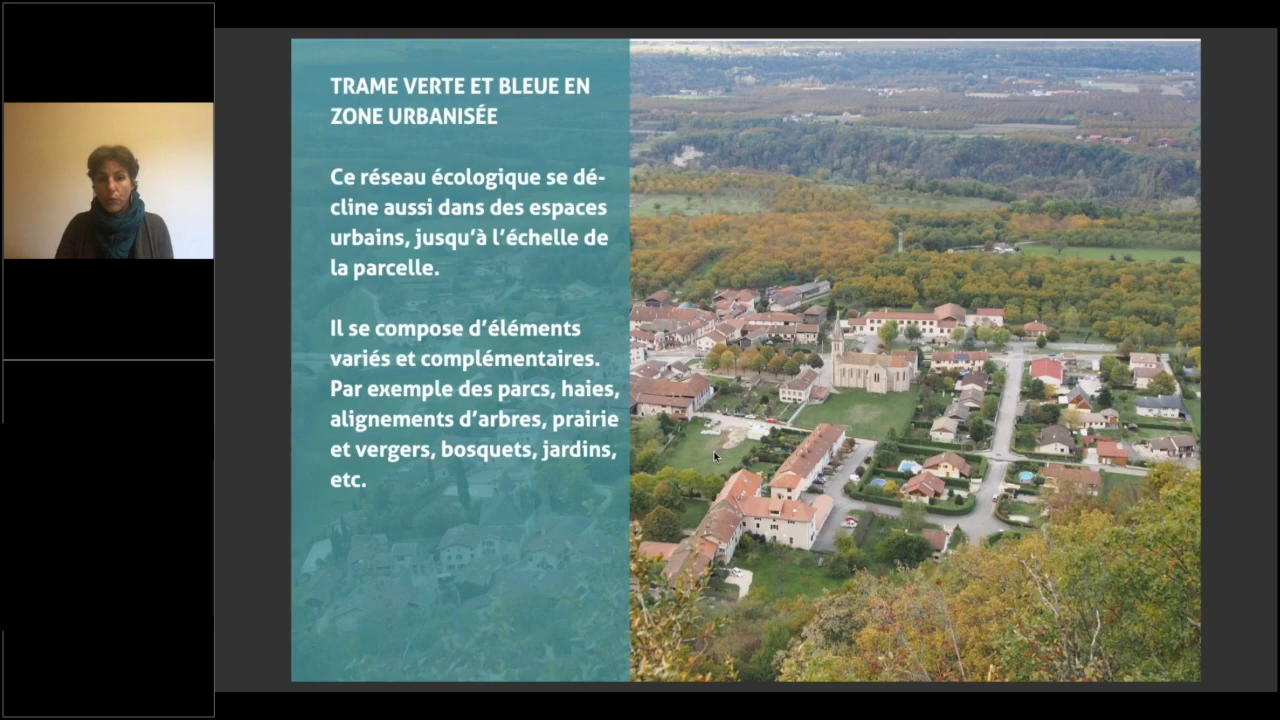 TRAME VERTE ET BLEUE EN
ZONE URBANISÉE
Ce réseau écologique se dé-
cline aussi dans des espaces
urbains, jusqu’à l’échelle de
la parcelle.
Il se compose d’éléments
variés et complémentaires.
Par exemple des parcs, haies,
alignements d’arbres, prairie
et vergers, bosquets, jardins,
etc.